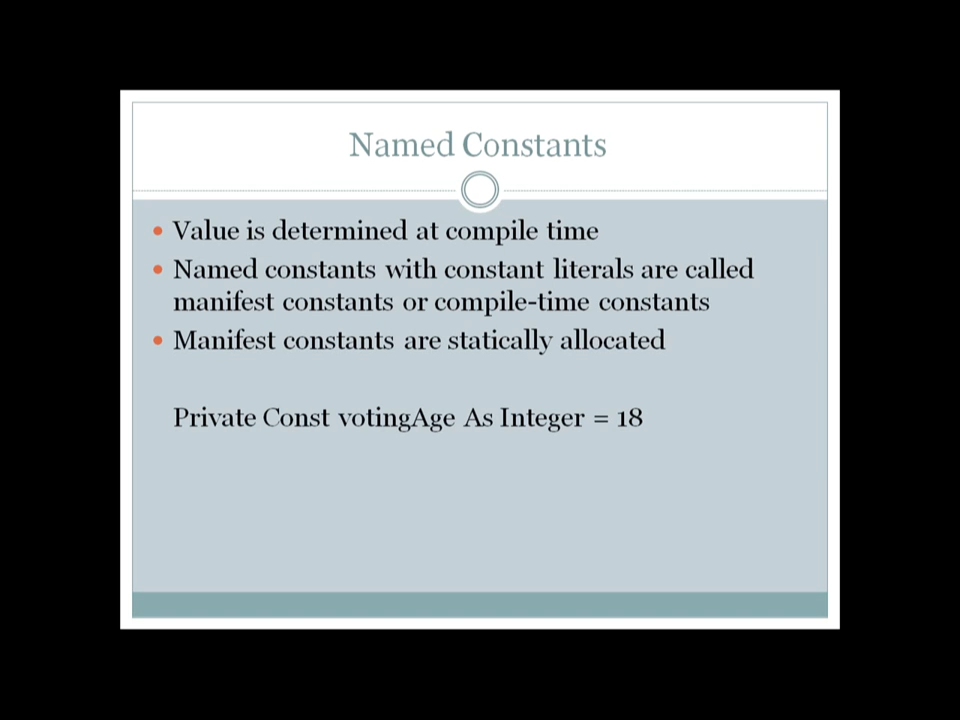 Named Constants
• Value is determined at compile time
• Named constants with constant literals are called
manifest constants or compile-time constants
• Manifest constants are statically allocated
Private Const votingAge As Integer = 18